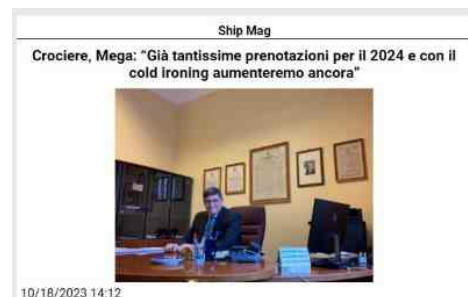 Ship Mag
Crociere, Mega: “Già tantissime prenotazioni per il 2024 e con il
cold ironing aumenteremo ancora”
10/18/2023 14:12